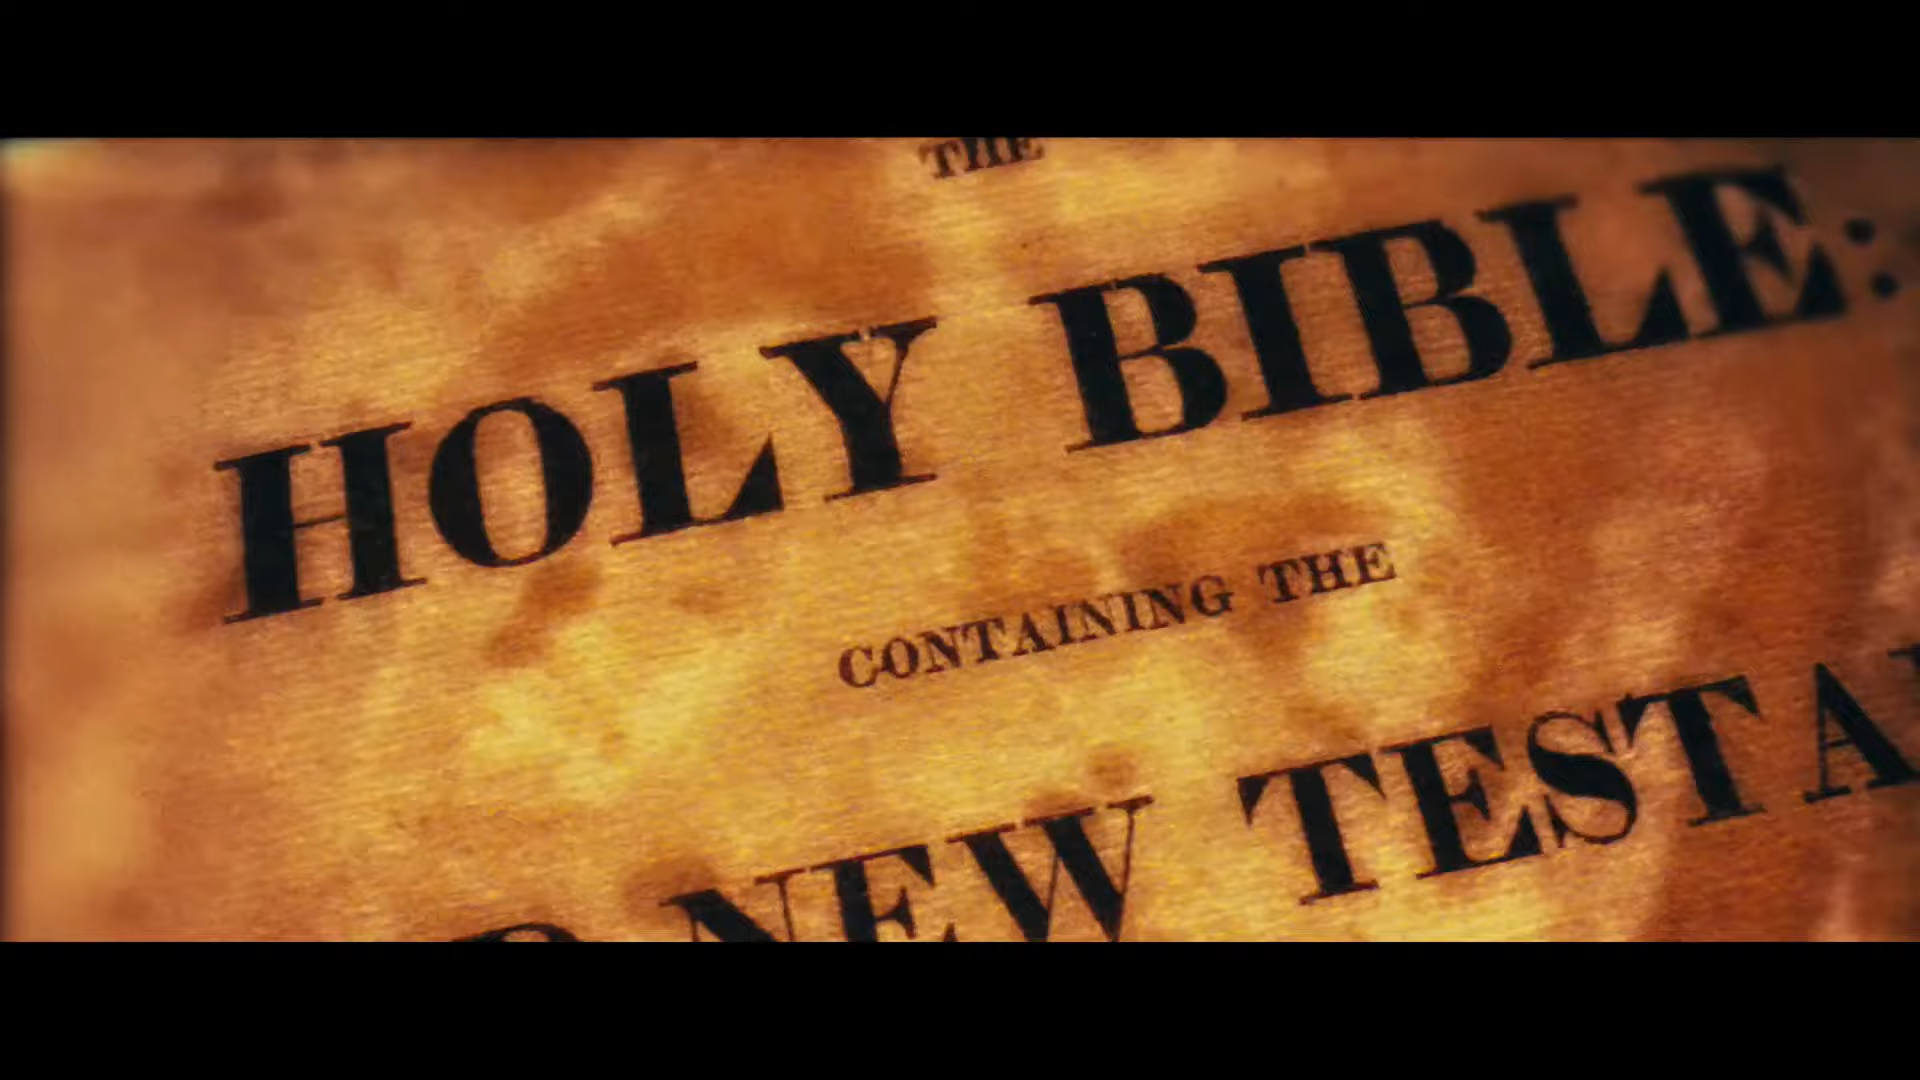 THE
HOLY BIBLE:
CONTAINING THE
NEW
TESTA